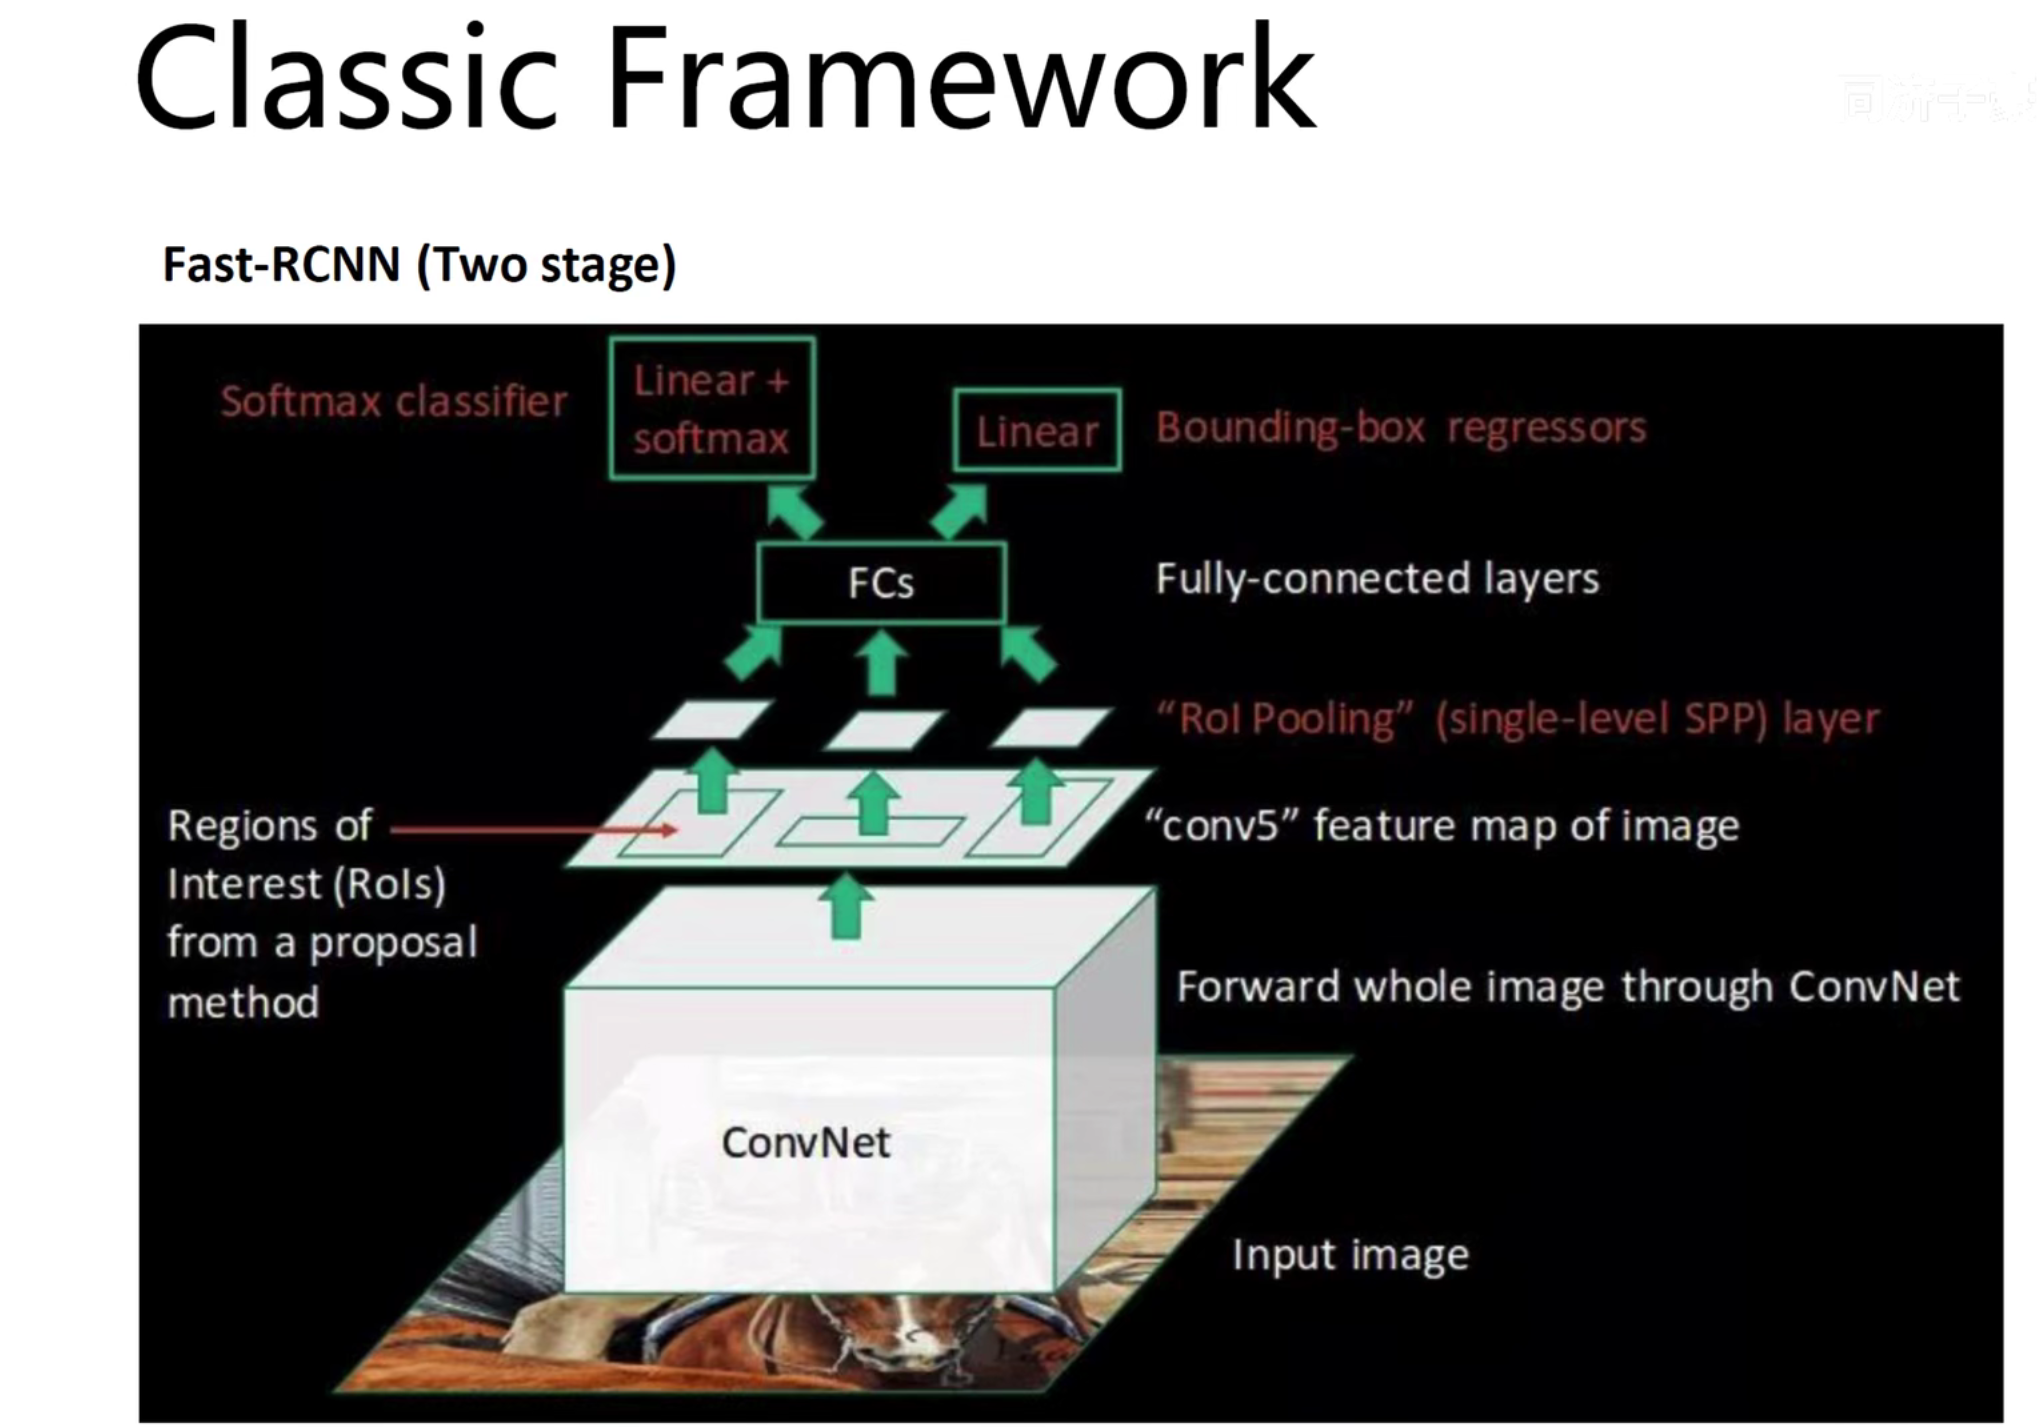 Classic Framework
Fast-RCNN (Two stage)
Softmax classifier
Linear +
softmax
Linear
Bounding-box regressors
FCs
Fully-connected layers
“RoI Pooling” (single-level SPP) layer
Regions of
Interest (RoIs)
from a proposal
method
“conv5” feature map of image
Forward whole image through ConvNet
ConvNet
Input image